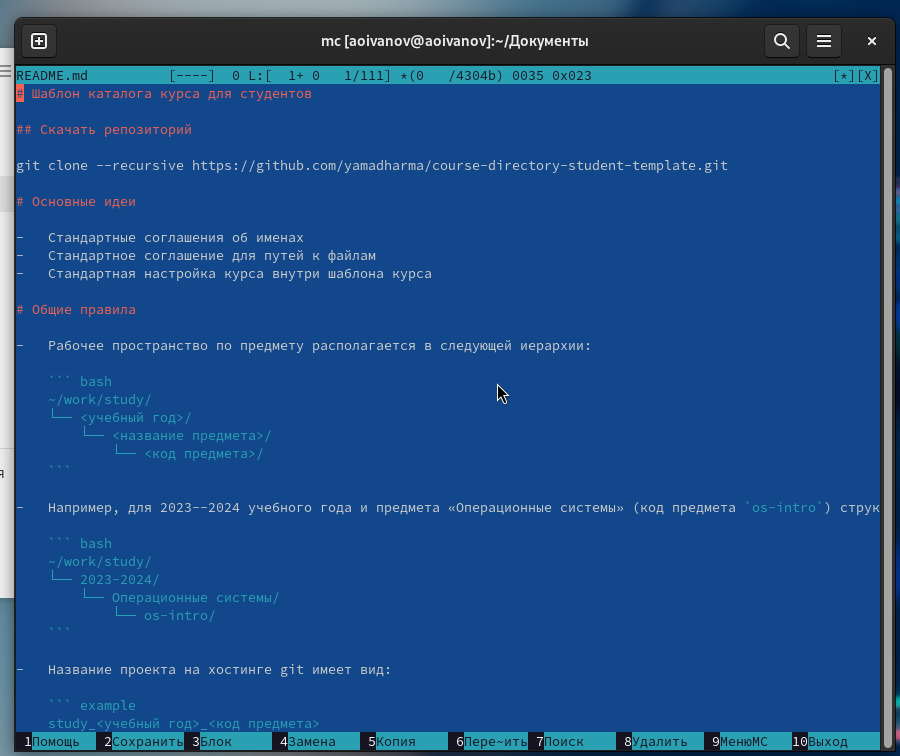 mc [aoivanov@aoivanov]:~/Документы
README.md [----] 0 L:[ 1+ 0 1/111] *(0 /4304b) 0035 0x023 [*][X]
# Шаблон каталога курса для студентов
## Скачать репозиторий
git clone --recursive https://github.com/yamadharma/course-directory-student-template.git
# Основные идеи
- Стандартные соглашения об именах
- Стандартное соглашение для путей к файлам
- Стандартная настройка курса внутри шаблона курса
# Общие правила
- Рабочее пространство по предмету располагается в следующей иерархии:
``` bash
~/work/study/
└── <учебный год>/
└── <название предмета>/
└── <код предмета>/
```
- Например, для 2023--2024 учебного года и предмета «Операционные системы» (код предмета `os-intro`) струк
``` bash
~/work/study/
└── 2023-2024/
└── Операционные системы/
└── os-intro/
```
- Название проекта на хостинге git имеет вид:
``` example
study_<учебный год>_<код предмета>
1Помощь 2Сохранить 3Блок 4Замена 5Копия 6Пере~ить 7Поиск 8Удалить 9МенюMC 10Выход
я